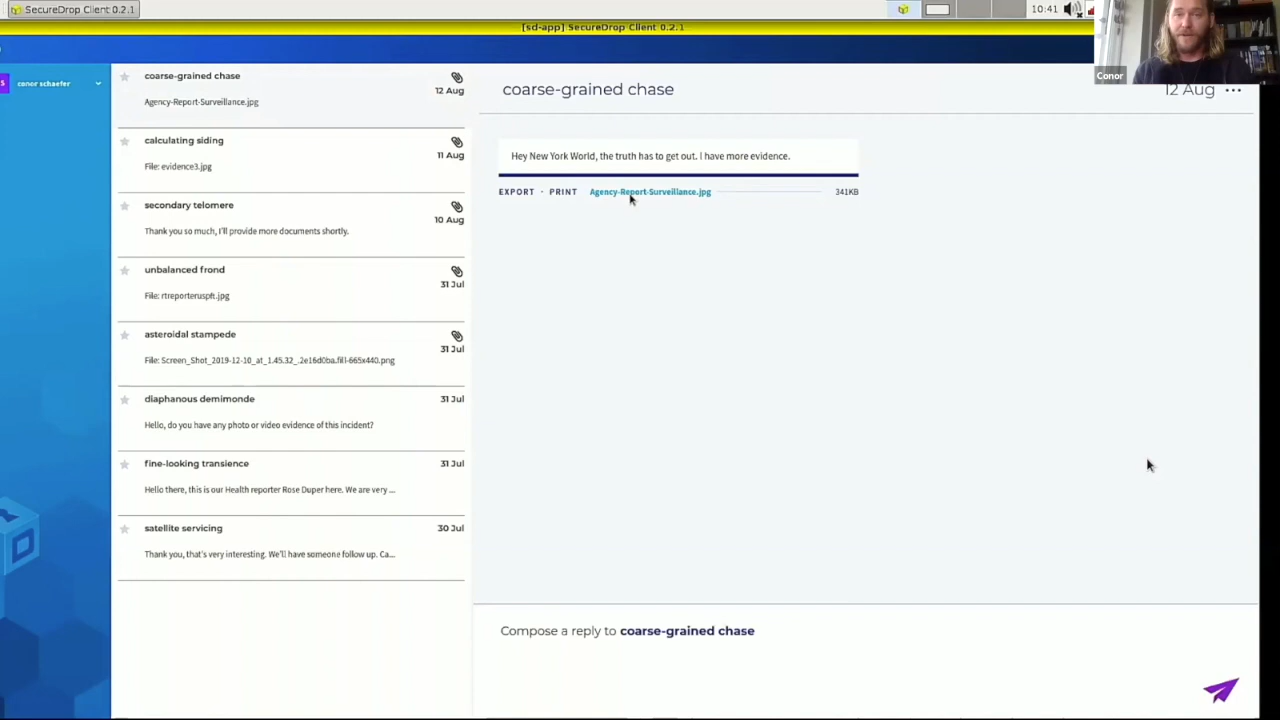 SecureDrop Client 0.2.1
10:41
[sd-app] SecureDrop Client 0.2.1
Conor
conor schaefer
coarse-grained chase
12 Aug
Agency-Report-Surveillance.jpg
calculating siding
11 Aug
File: evidence3.jpg
secondary telomere
10 Aug
Thank you so much, I'll provide more documents shortly.
unbalanced frond
31 Jul
File: rtreporteruspft.jpg
asteroidal stampede
31 Jul
File: Screen_Shot_2019-12-10_at_1.45.32_.2e16d0ba.fill-665x440.png
diaphanous demimonde
31 Jul
Hello, do you have any photo or video evidence of this incident?
fine-looking transience
31 Jul
Hello there, this is our Health reporter Rose Duper here. We are very ...
satellite servicing
30 Jul
Thank you, that's very interesting. We'll have someone follow up. Ca...
coarse-grained chase
12 Aug
Hey New York World, the truth has to get out. I have more evidence.
EXPORT · PRINT Agency-Report-Surveillance.jpg 341KB
Compose a reply to coarse-grained chase